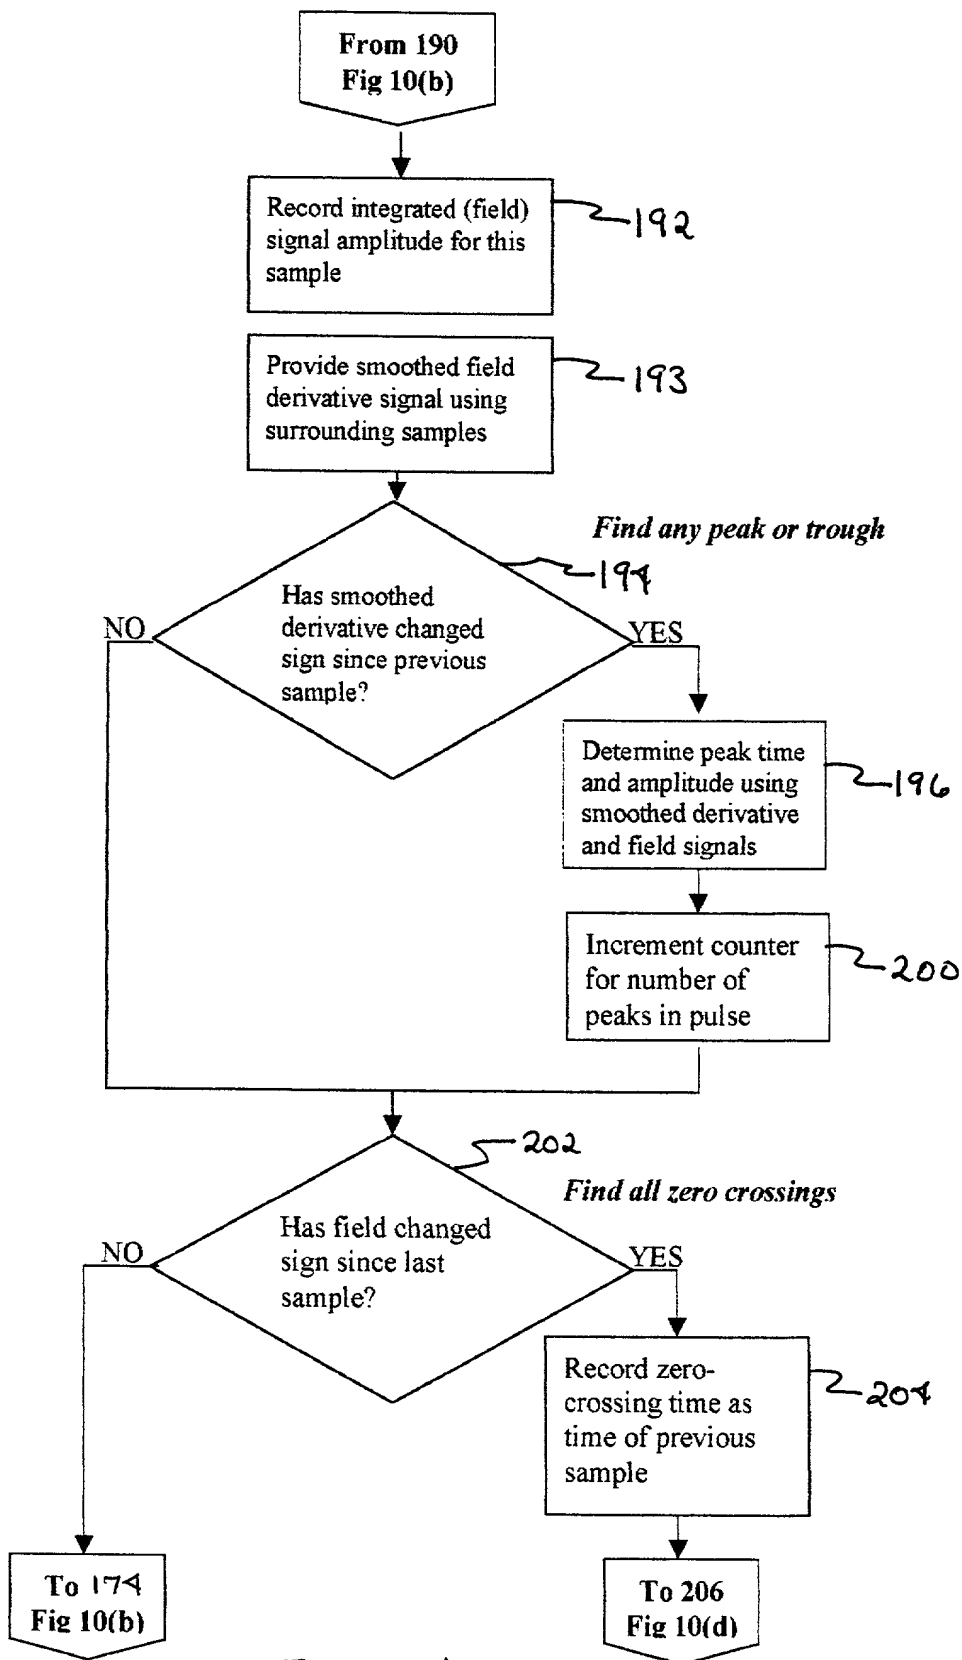 From 190
Fig 10(b)
Record integrated (field)
signal amplitude for this
sample
192
Provide smoothed field
derivative signal using
surrounding samples
193
Find any peak or trough
194
Has smoothed
derivative changed
sign since previous
sample?
NO
YES
Determine peak time
and amplitude using
smoothed derivative
and field signals
196
Increment counter
for number of
peaks in pulse
200
202
Find all zero crossings
Has field changed
sign since last
sample?
NO
YES
Record zero-
crossing time as
time of previous
sample
204
To 174
Fig 10(b)
To 206
Fig 10(d)